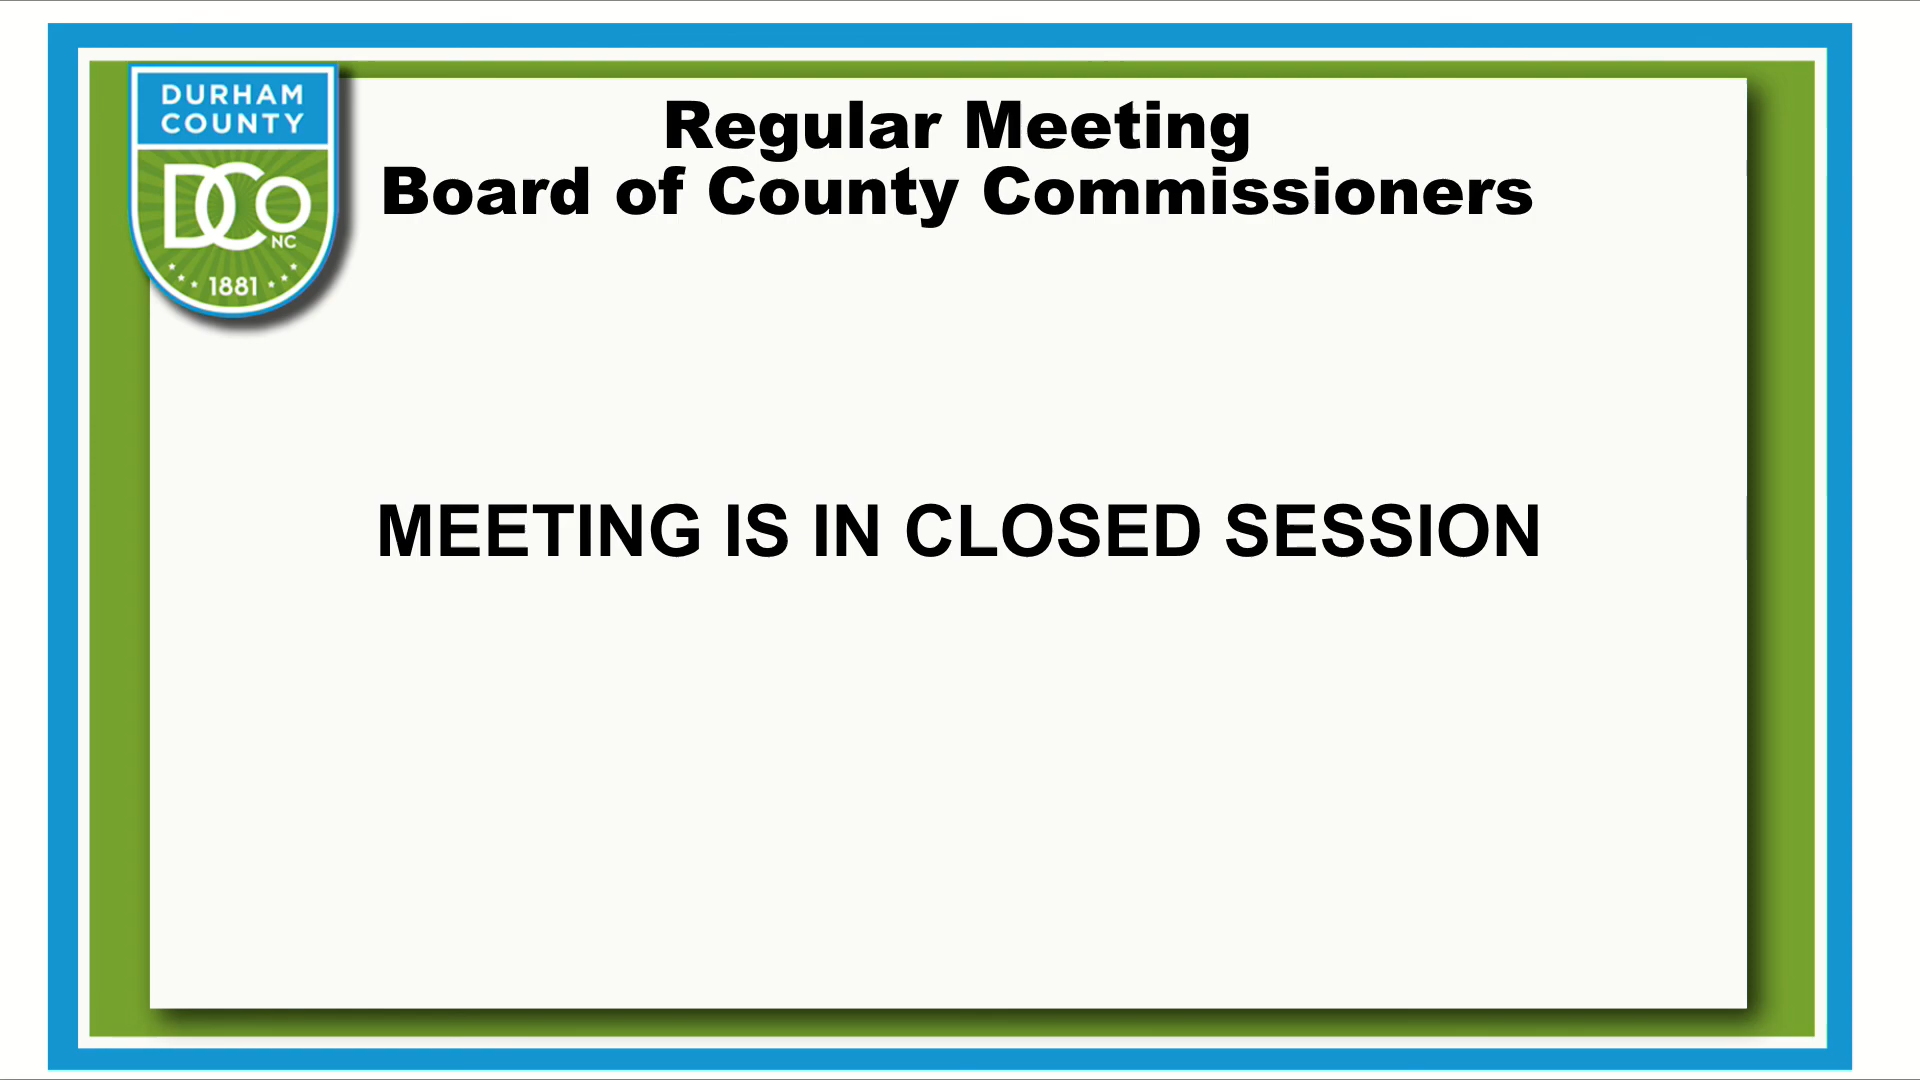 DURHAM
COUNTY
DCO
NC
1881
Regular Meeting
Board of County Commissioners
MEETING IS IN CLOSED SESSION